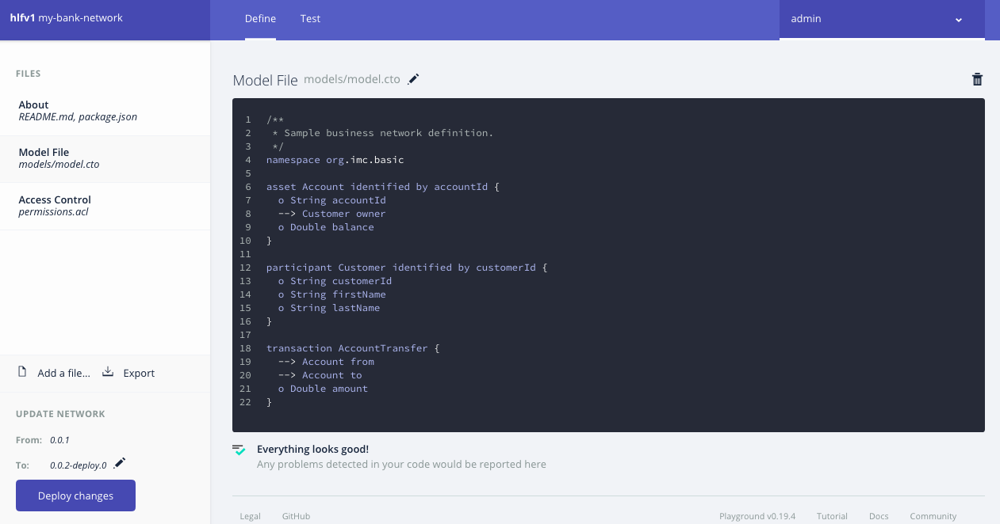 hlfv1 my-bank-network
Define Test
admin
FILES
About
README.md, package.json
Model File
models/model.cto
Access Control
permissions.acl
Add a file... Export
UPDATE NETWORK
From: 0.0.1
To: 0.0.2-deploy.0
Deploy changes
Model File models/model.cto
1 /**
2  * Sample business network definition.
3  */
4 namespace org.imc.basic
5
6 asset Account identified by accountId {
7   o String accountId
8   --> Customer owner
9   o Double balance
10 }
11
12 participant Customer identified by customerId {
13   o String customerId
14   o String firstName
15   o String lastName
16 }
17
18 transaction AccountTransfer {
19   --> Account from
20   --> Account to
21   o Double amount
22 }
Everything looks good!
Any problems detected in your code would be reported here
Legal GitHub Playground v0.19.4 Tutorial Docs Community